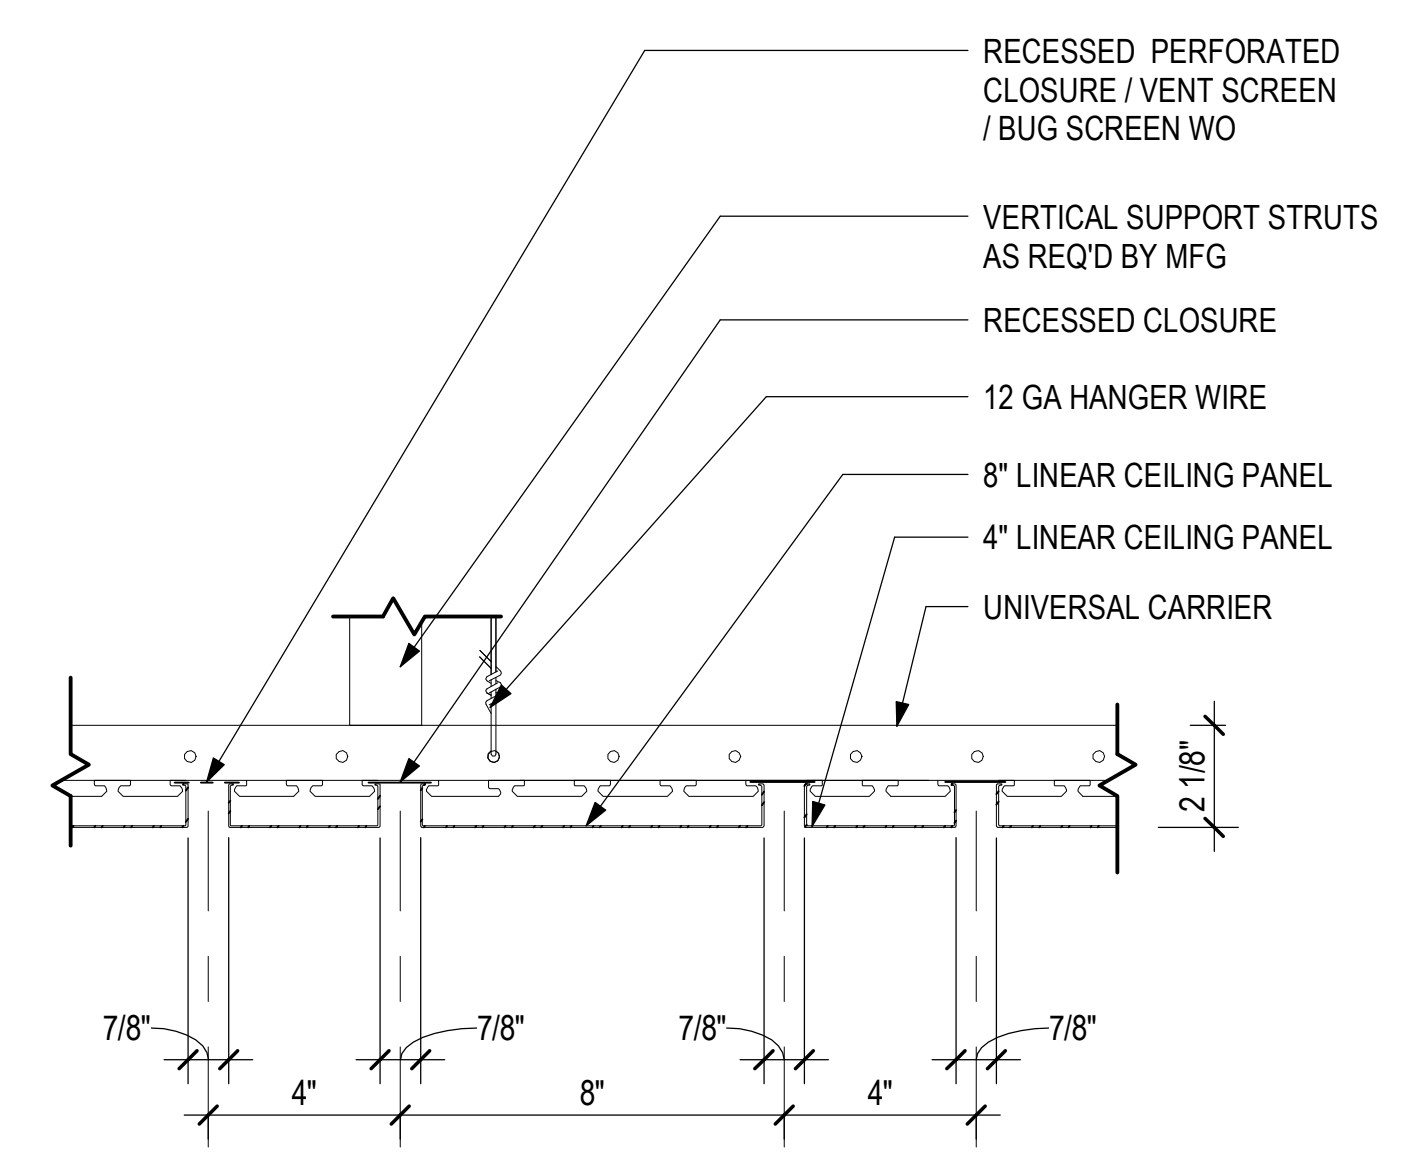 RECESSED PERFORATED
CLOSURE / VENT SCREEN
/ BUG SCREEN WO
VERTICAL SUPPORT STRUTS
AS REQ'D BY MFG
RECESSED CLOSURE
12 GA HANGER WIRE
8" LINEAR CEILING PANEL
4" LINEAR CEILING PANEL
UNIVERSAL CARRIER
2 1/8"
7/8"
7/8"
7/8"
7/8"
4"
8"
4"